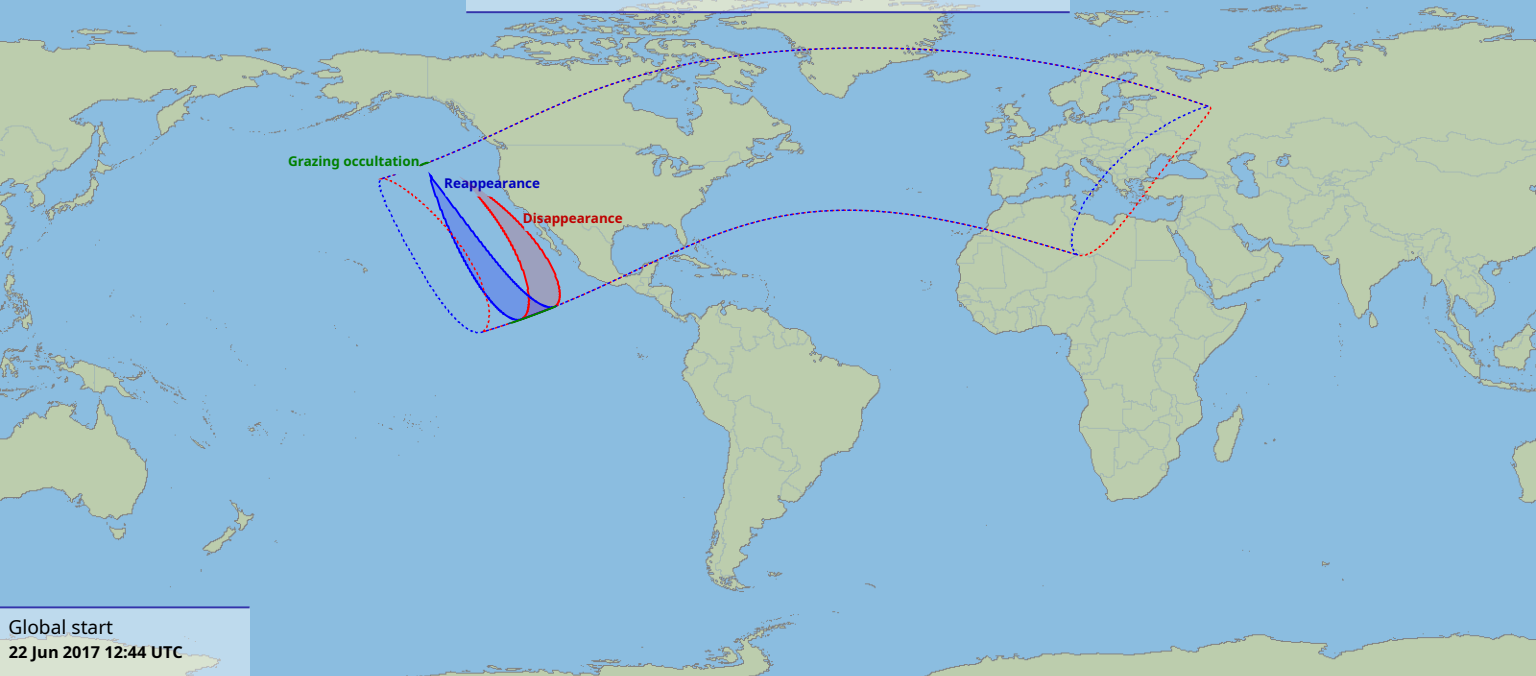 Grazing occultation
Reappearance
Disappearance
Global start
22 Jun 2017 12:44 UTC